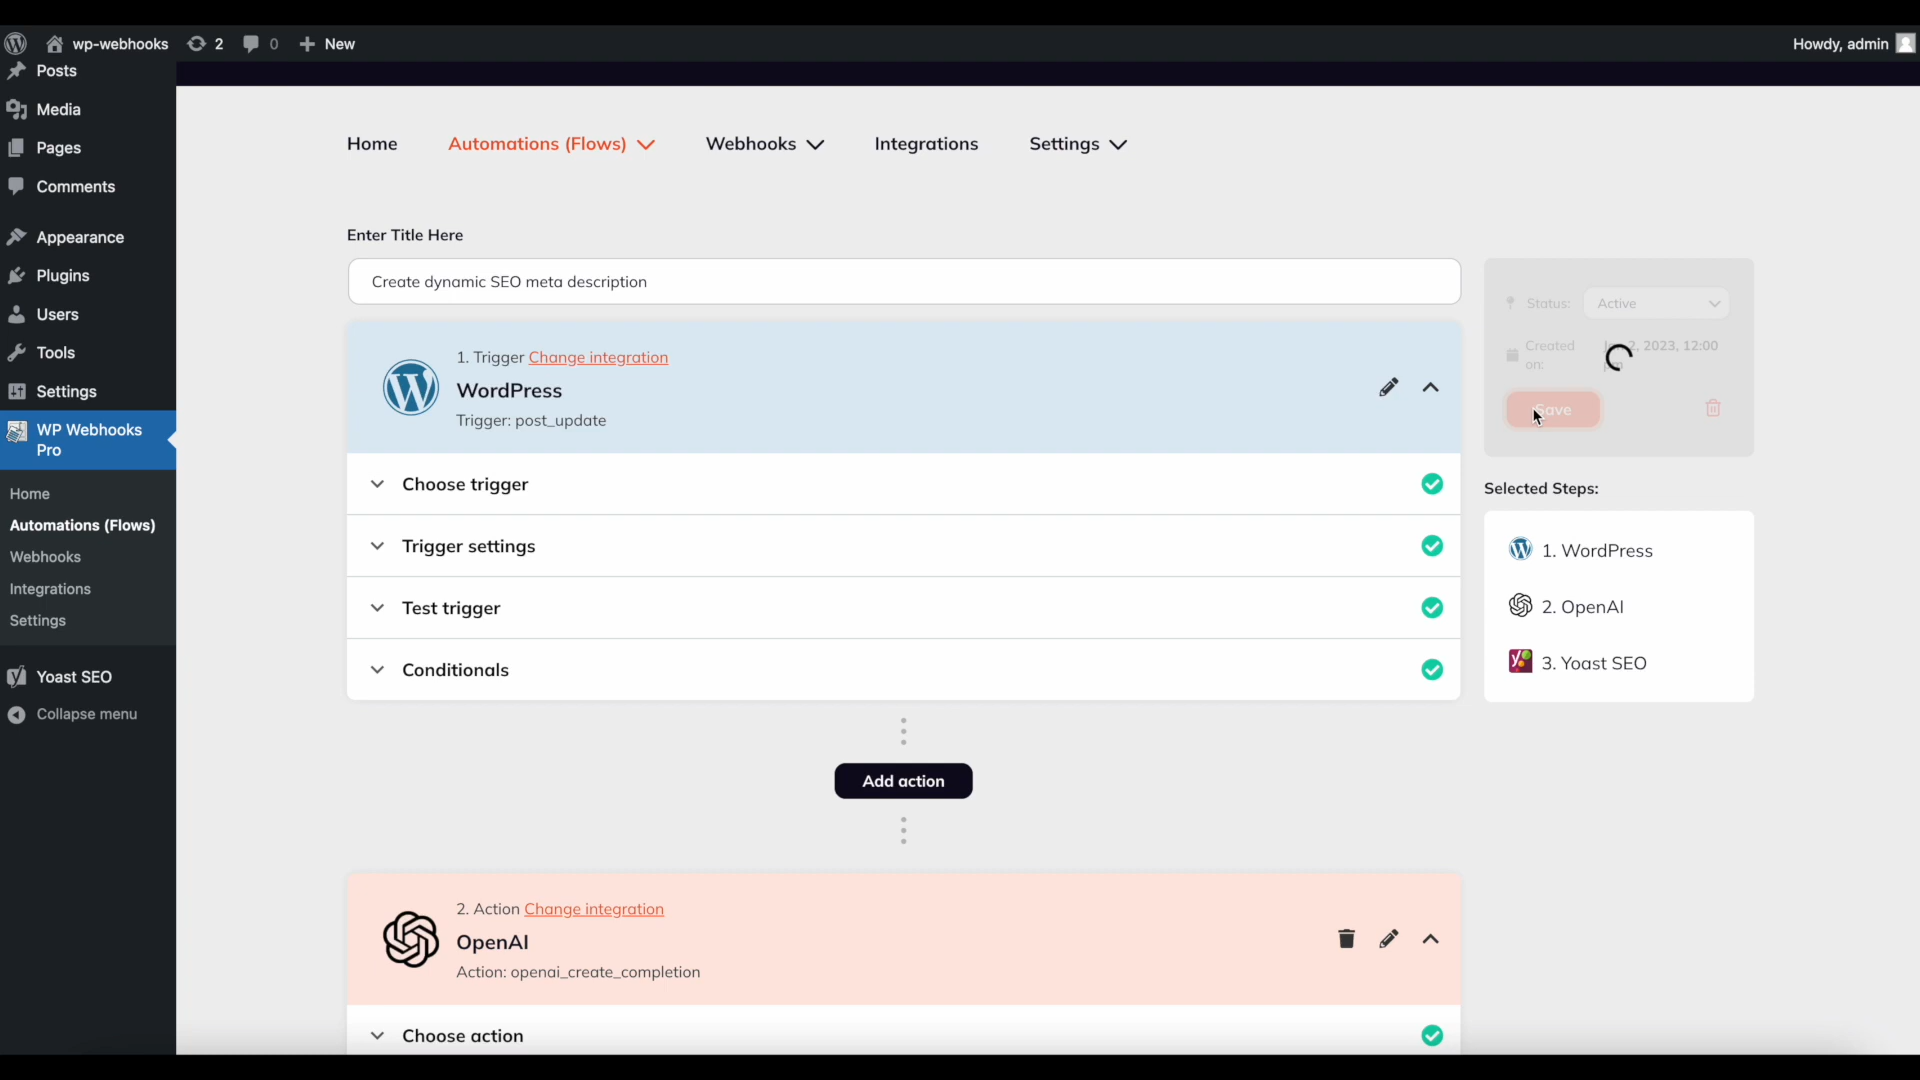 wp-webhooks 2 0 New
Howdy, admin
Posts
Media
Pages
Comments
Appearance
Plugins
Users
Tools
Settings
WP Webhooks
Pro
Home
Automations (Flows)
Webhooks
Integrations
Settings
Yoast SEO
Collapse menu
Home Automations (Flows) Webhooks Integrations Settings
Enter Title Here
Create dynamic SEO meta description
1. Trigger Change integration
WordPress
Trigger: post_update
Choose trigger
Trigger settings
Test trigger
Conditionals
Add action
2. Action Change integration
OpenAI
Action: openai_create_completion
Choose action
Status: Active
Created 2, 2023, 12:00
on: pm
Save
Selected Steps:
1. WordPress
2. OpenAI
3. Yoast SEO